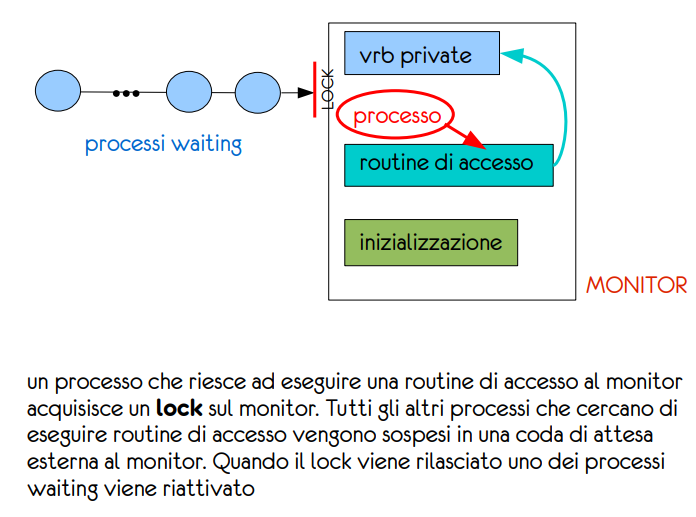 vrb private
LOCK
processo
processi waiting
routine di accesso
inizializzazione
MONITOR
un processo che riesce ad eseguire una routine di accesso al monitor
acquisisce un lock sul monitor. Tutti gli altri processi che cercano di
eseguire routine di accesso vengono sospesi in una coda di attesa
esterna al monitor. Quando il lock viene rilasciato uno dei processi
waiting viene riattivato